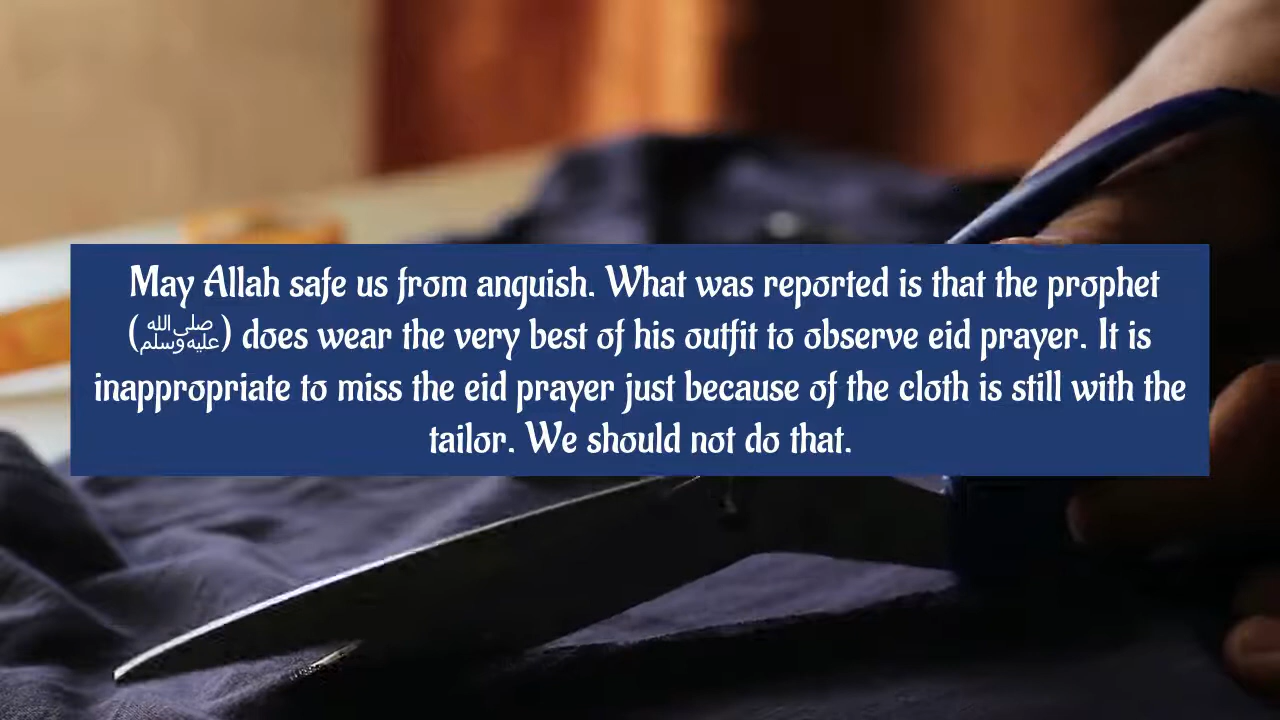 May Allah safe us from anguish. What was reported is that the prophet
(صلى الله عليه وسلم) does wear the very best of his outfit to observe eid prayer. It is
inappropriate to miss the eid prayer just because of the cloth is still with the
tailor. We should not do that.